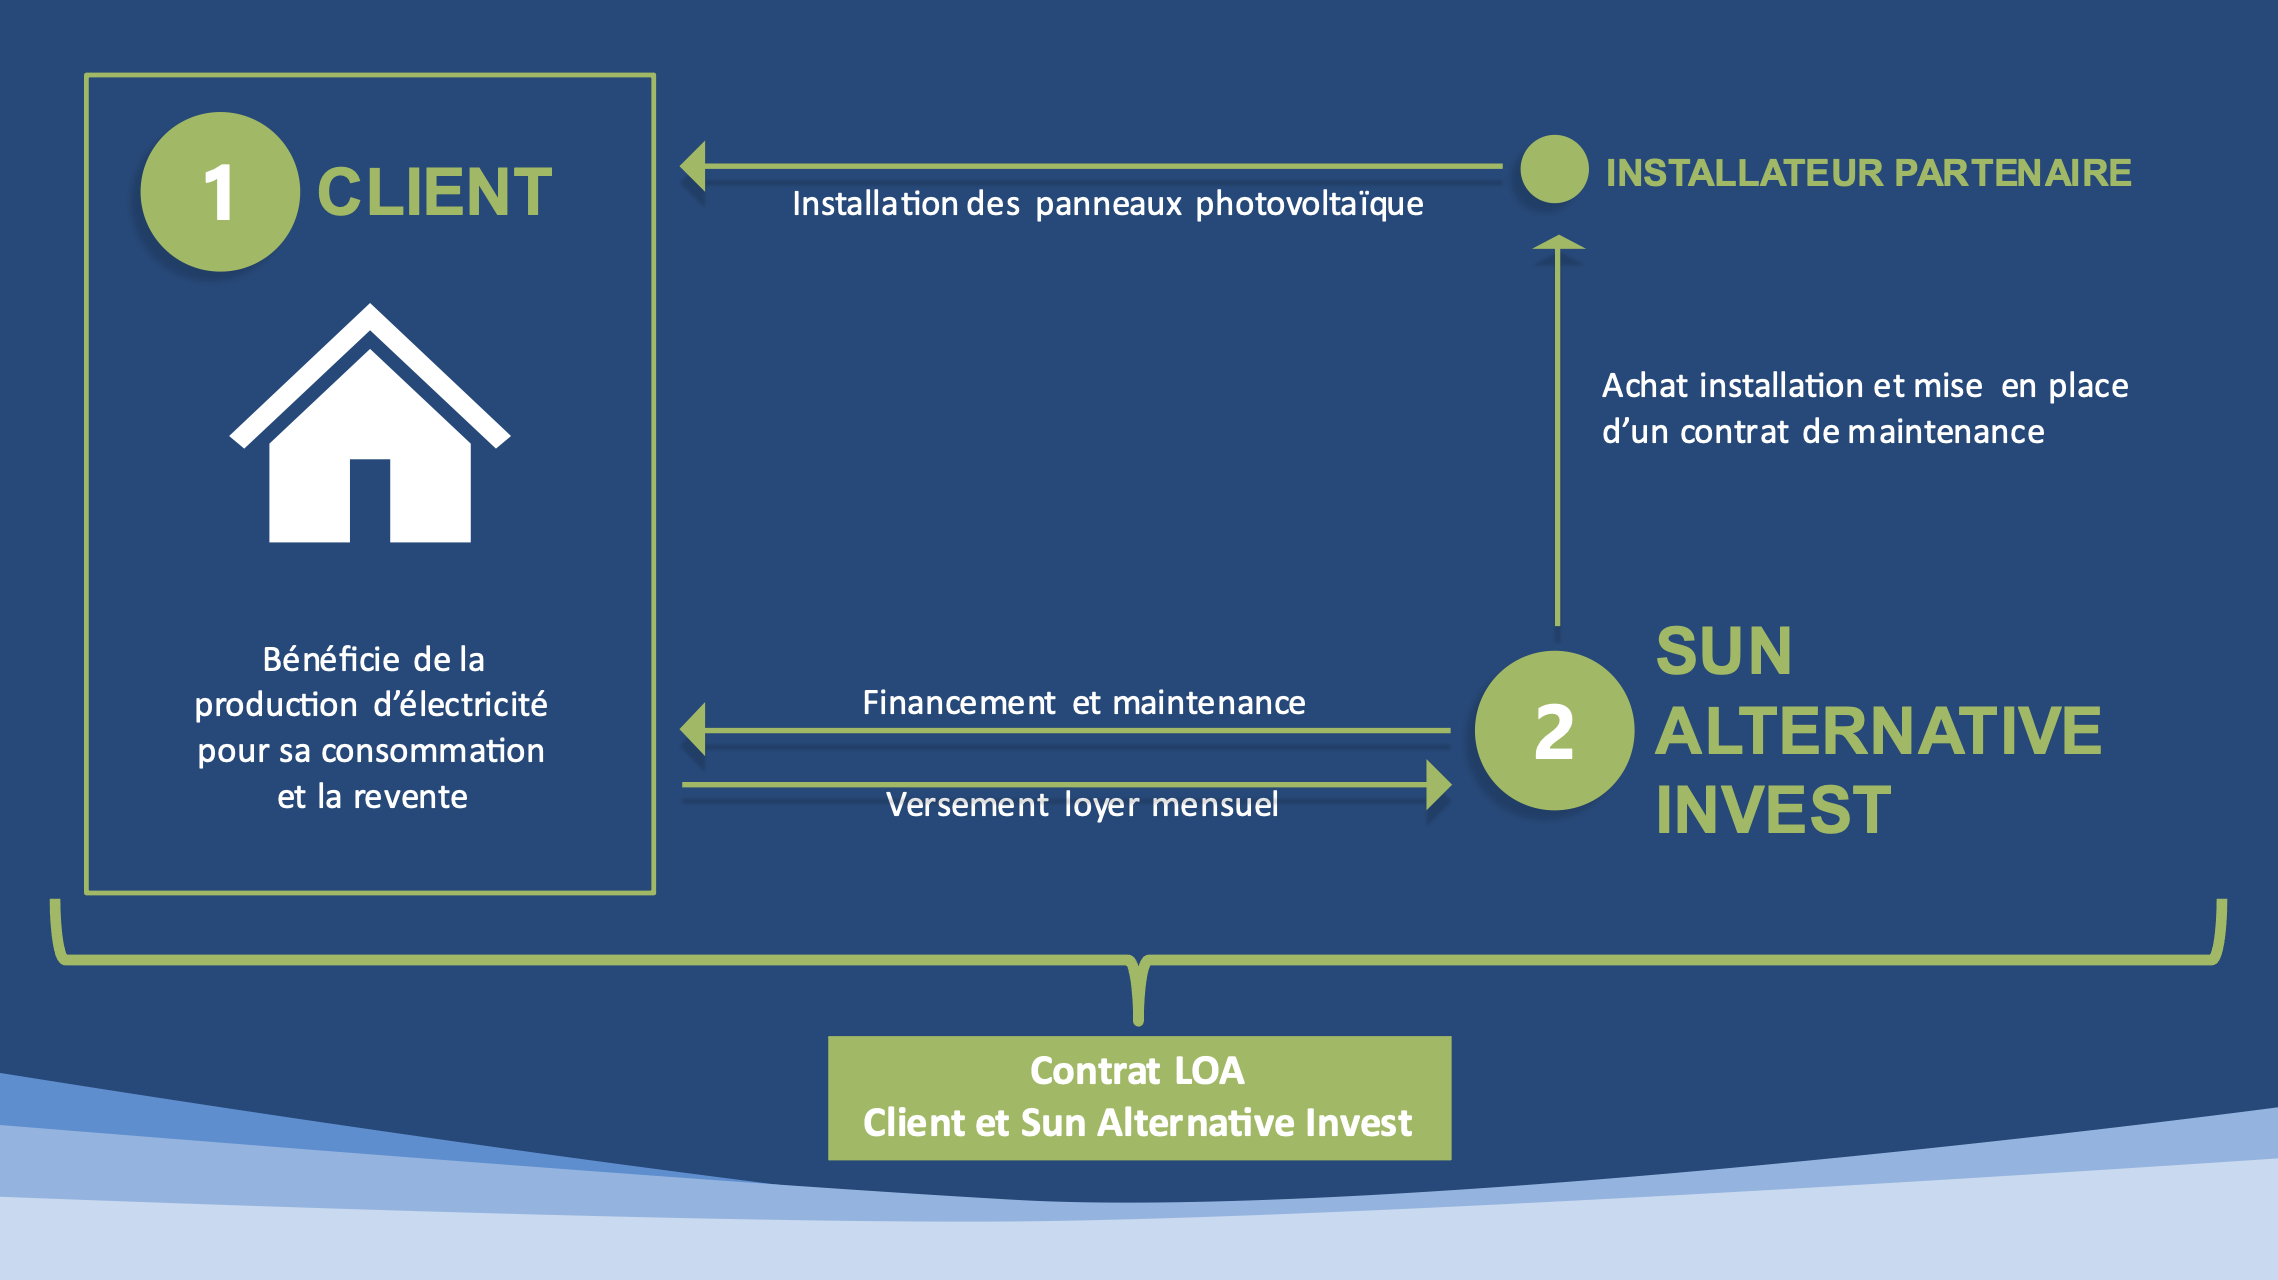 1 CLIENT
Installation des panneaux photovoltaïque
INSTALLATEUR PARTENAIRE
Achat installation et mise en place
d’un contrat de maintenance
Bénéficie de la
production d’électricité
pour sa consommation
et la revente
Financement et maintenance
Versement loyer mensuel
2
SUN
ALTERNATIVE
INVEST
Contrat LOA
Client et Sun Alternative Invest